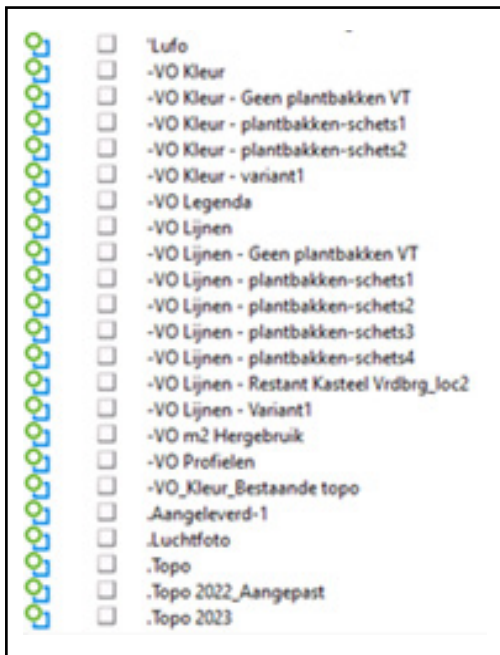 'Lufo
-VO Kleur
-VO Kleur - Geen plantbakken VT
-VO Kleur - plantbakken-schets1
-VO Kleur - plantbakken-schets2
-VO Kleur - variant1
-VO Legenda
-VO Lijnen
-VO Lijnen - Geen plantbakken VT
-VO Lijnen - plantbakken-schets1
-VO Lijnen - plantbakken-schets2
-VO Lijnen - plantbakken-schets3
-VO Lijnen - plantbakken-schets4
-VO Lijnen - Restant Kasteel Vrdbrg_loc2
-VO Lijnen - Variant1
-VO m2 Hergebruik
-VO Profielen
-VO_Kleur_Bestaande topo
.Aangeleverd-1
.Luchtfoto
.Topo
.Topo 2022_Aangepast
.Topo 2023